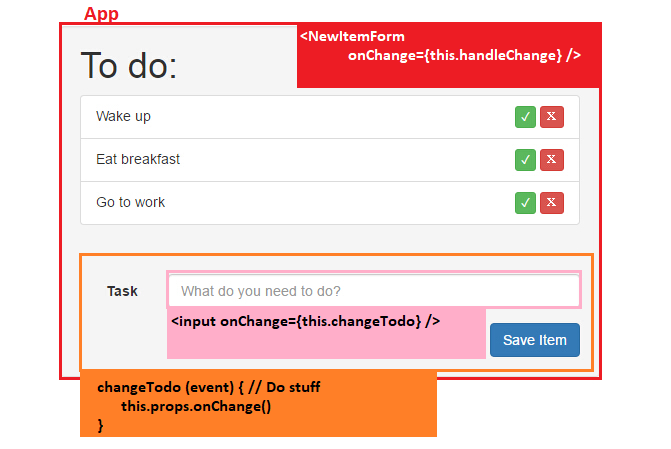 App
<NewItemForm
onChange={this.handleChange} />
To do:
Wake up
✓ X
Eat breakfast
✓ X
Go to work
✓ X
Task
What do you need to do?
<input onChange={this.changeTodo} />
Save Item
changeTodo (event) { // Do stuff
this.props.onChange()
}